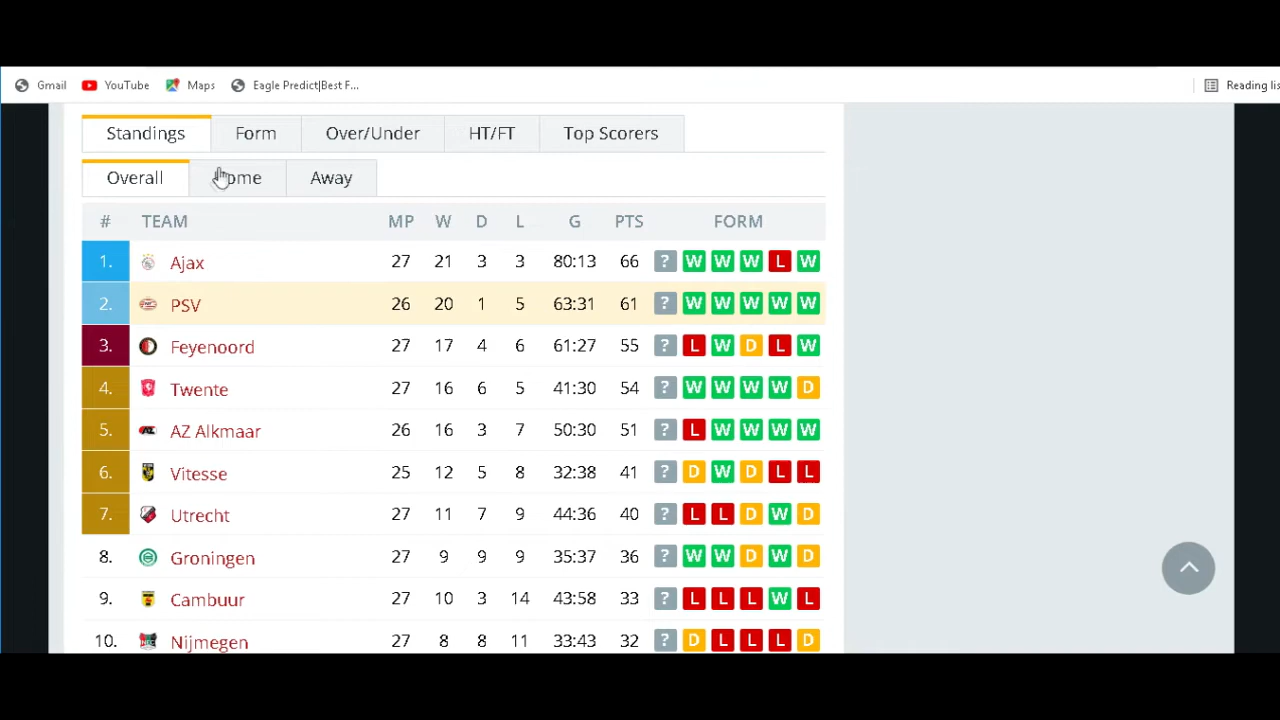 Gmail YouTube Maps Eagle Predict|Best F... Reading lis
Standings Form Over/Under HT/FT Top Scorers
Overall ome Away
# TEAM MP W D L G PTS FORM
1. Ajax 27 21 3 3 80:13 66 ? W W W L W
2. PSV 26 20 1 5 63:31 61 ? W W W W W
3. Feyenoord 27 17 4 6 61:27 55 ? L W D L W
4. Twente 27 16 6 5 41:30 54 ? W W W W D
5. AZ Alkmaar 26 16 3 7 50:30 51 ? L W W W W
6. Vitesse 25 12 5 8 32:38 41 ? D W D L L
7. Utrecht 27 11 7 9 44:36 40 ? L L D W D
8. Groningen 27 9 9 9 35:37 36 ? W W D W D
9. Cambuur 27 10 3 14 43:58 33 ? L L L W L
10. Nijmegen 27 8 8 11 33:43 32 ? D L L L D